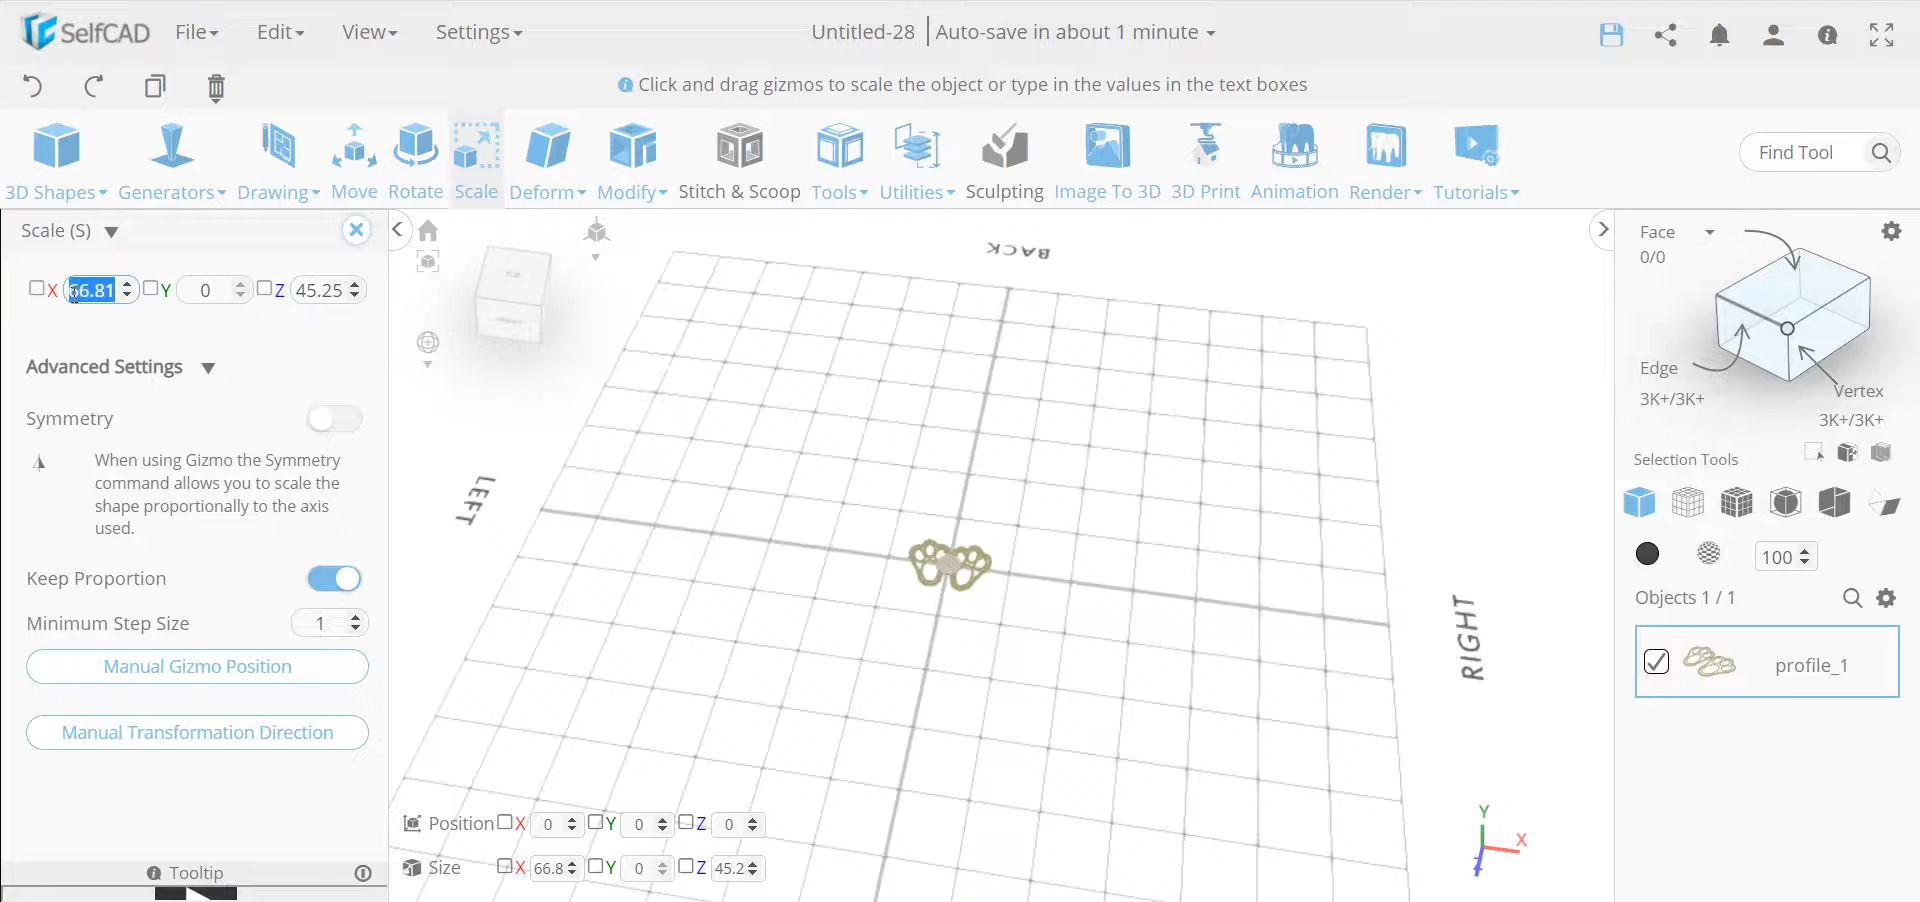 SelfCAD File Edit View Settings Untitled-28 Auto-save in about 1 minute
Click and drag gizmos to scale the object or type in the values in the text boxes
3D Shapes Generators Drawing Move Rotate Scale Deform Modify Stitch & Scoop Tools Utilities Sculpting Image To 3D 3D Print Animation Render Tutorials Find Tool
Scale (S)
X 66.81 Y 0 Z 45.25
Advanced Settings
Symmetry
When using Gizmo the Symmetry
command allows you to scale the
shape proportionally to the axis
used.
Keep Proportion
Minimum Step Size 1
Manual Gizmo Position
Manual Transformation Direction
Tooltip
TOP
BACK
LEFT
RIGHT
Position X 0 Y 0 Z 0
Size X 66.8 Y 0 Z 45.2
Y
X
Z
Face
0/0
Edge
3K+/3K+
Vertex
3K+/3K+
Selection Tools
100
Objects 1 / 1
profile_1